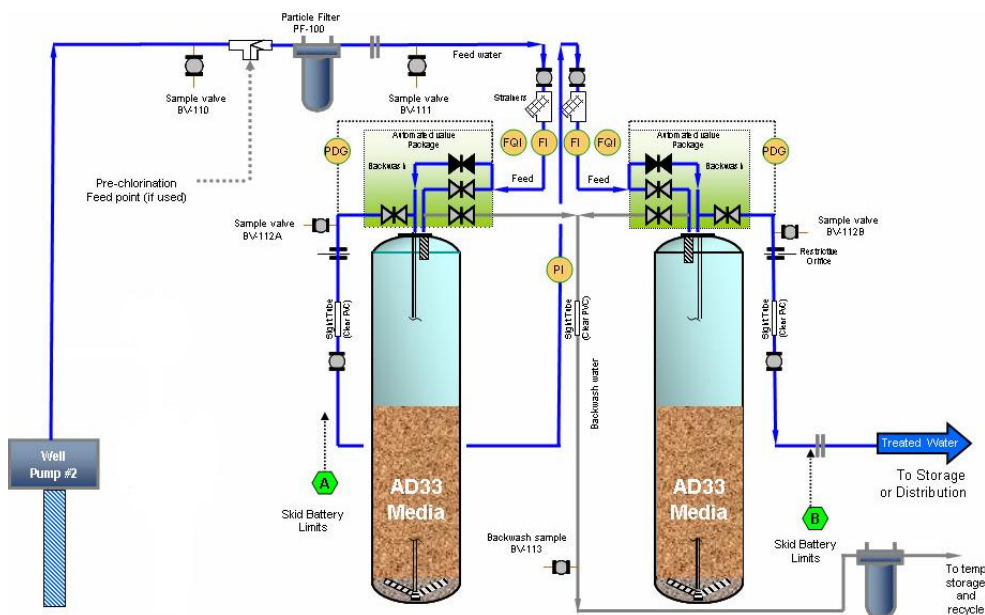 Particle Filter
PF-100
Feed water
Sample valve
BV-110
Sample valve
BV-111
Strainers
Pre-chlorination
Feed point (if used)
PDG
Automated value
Package
Backwash
FQI
FI
FI
FQI
Automated value
Package
Backwash
PDG
Feed
Feed
Sample valve
BV-112A
Sample valve
BV-112B
Restrictive
Orifice
PI
Sight Tube
(Clear PVC)
Sight Tube
(Clear PVC)
Sight Tube
(Clear PVC)
Backwash water
Well
Pump #2
A
Skid Battery
Limits
AD33
Media
AD33
Media
Treated Water
To Storage
or Distribution
B
Skid Battery
Limits
Backwash sample
BV-113
To temp
storage
and
recycle